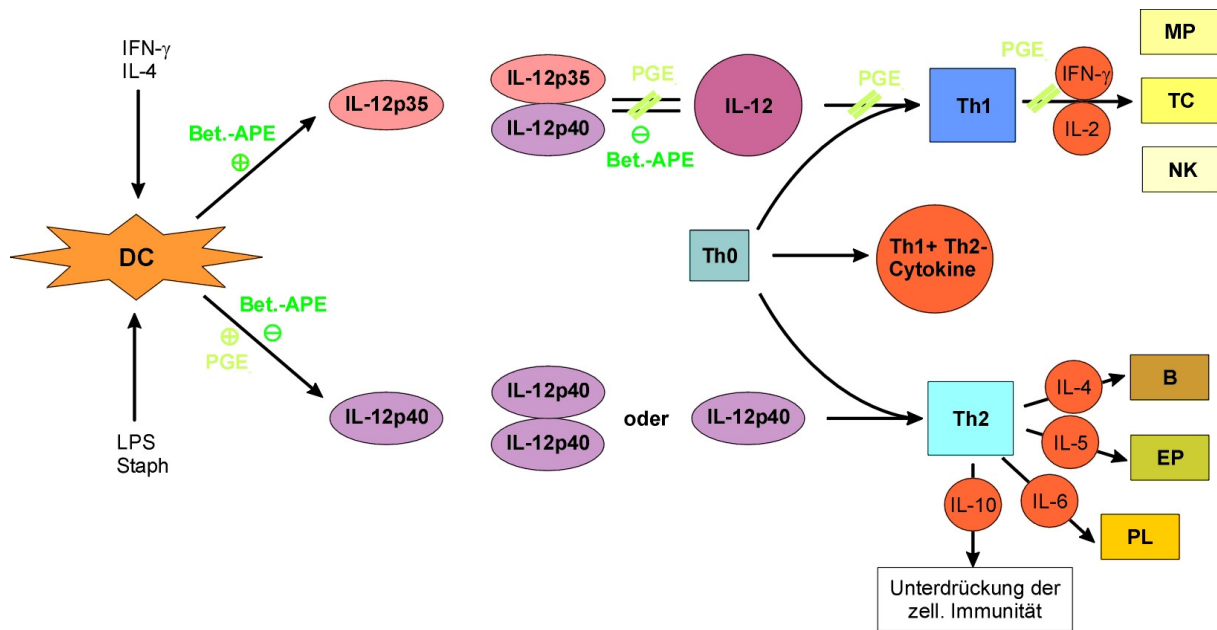 IFN-γ
IL-4
Bet.-APE
⊕
IL-12p35
IL-12p35
IL-12p40
PGE
⊖
Bet.-APE
IL-12
PGE
Th1
PGE
IFN-γ
IL-2
MP
TC
NK
DC
Th0
Th1+ Th2-
Cytokine
Bet.-APE
⊕ ⊖
PGE
LPS
Staph
IL-12p40
IL-12p40
IL-12p40
oder
IL-12p40
Th2
IL-4
IL-5
IL-6
IL-10
B
EP
PL
Unterdrückung der
zell. Immunität